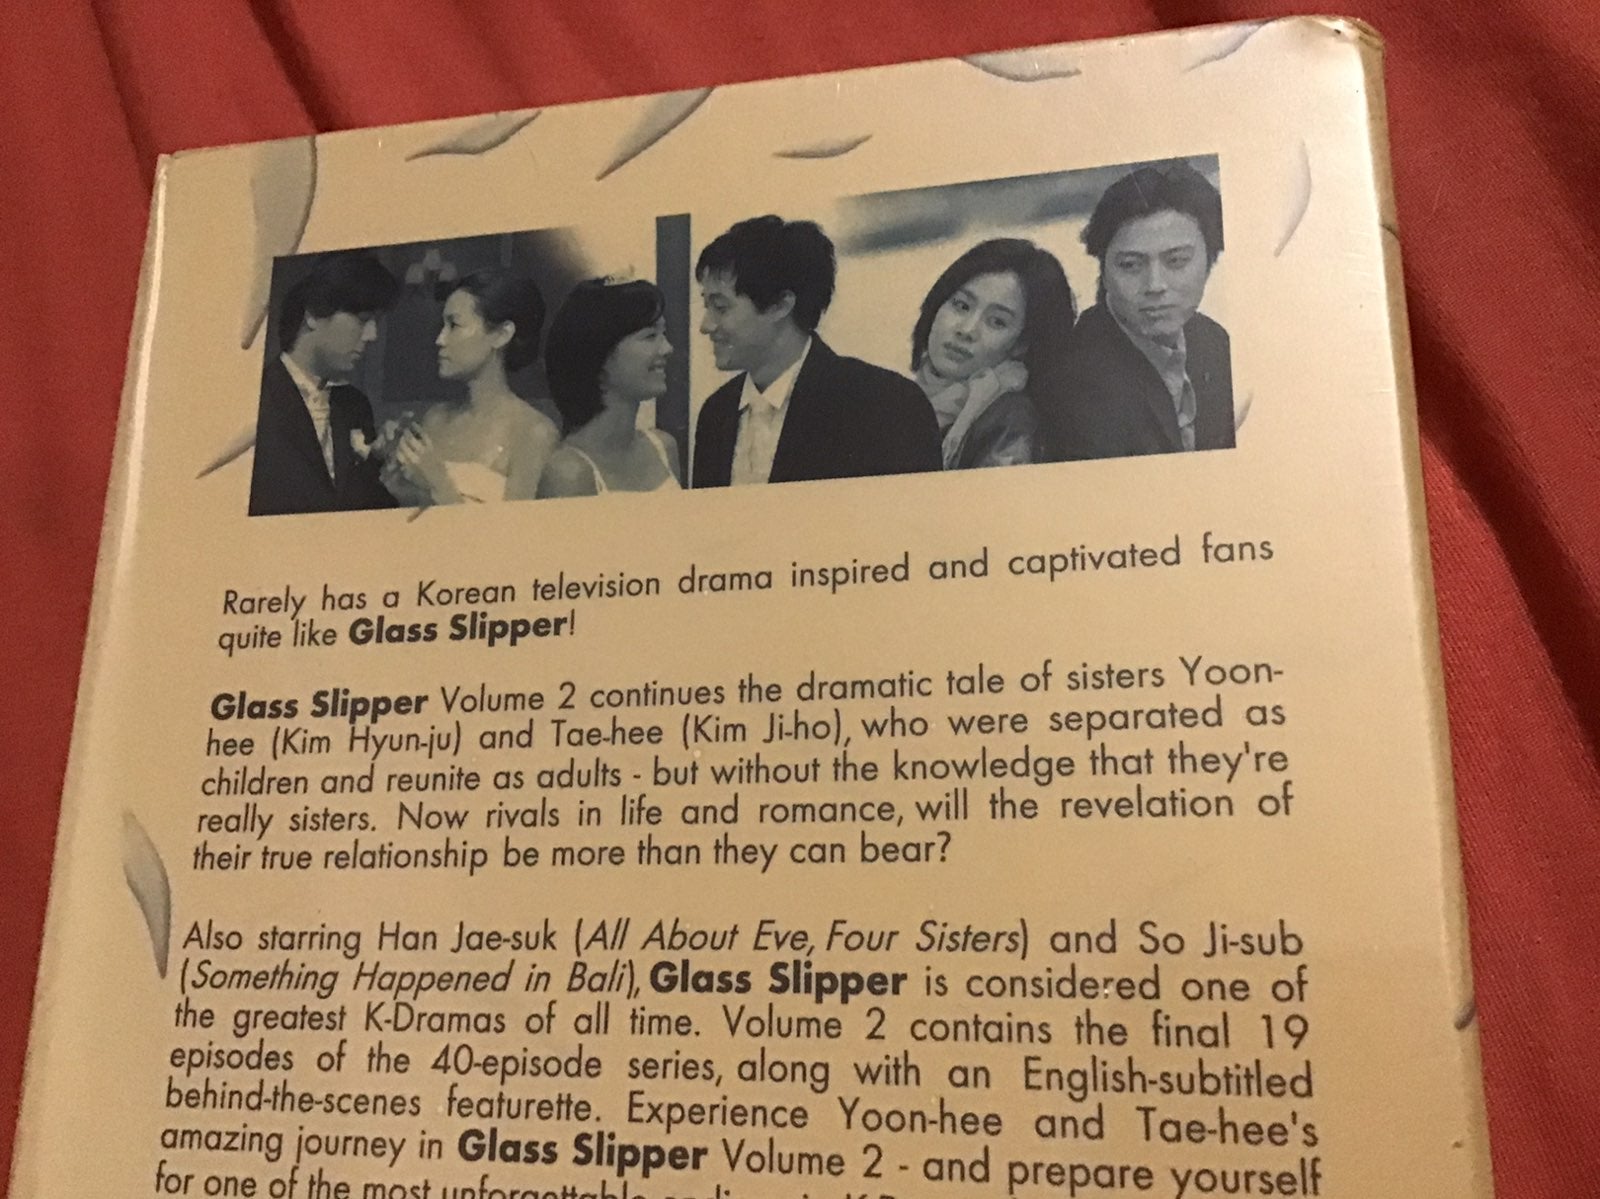 Rarely has a Korean television drama inspired and captivated fans
quite like Glass Slipper!
Glass Slipper Volume 2 continues the dramatic tale of sisters Yoon-
hee (Kim Hyun-ju) and Tae-hee (Kim Ji-ho), who were separated as
children and reunite as adults - but without the knowledge that they're
really sisters. Now rivals in life and romance, will the revelation of
their true relationship be more than they can bear?
Also starring Han Jae-suk (All About Eve, Four Sisters) and So Ji-sub
(Something Happened in Bali), Glass Slipper is considered one of
the greatest K-Dramas of all time. Volume 2 contains the final 19
episodes of the 40-episode series, along with an English-subtitled
behind-the-scenes featurette. Experience Yoon-hee and Tae-hee's
amazing journey in Glass Slipper Volume 2 - and prepare yourself
for one of the most unforgettable